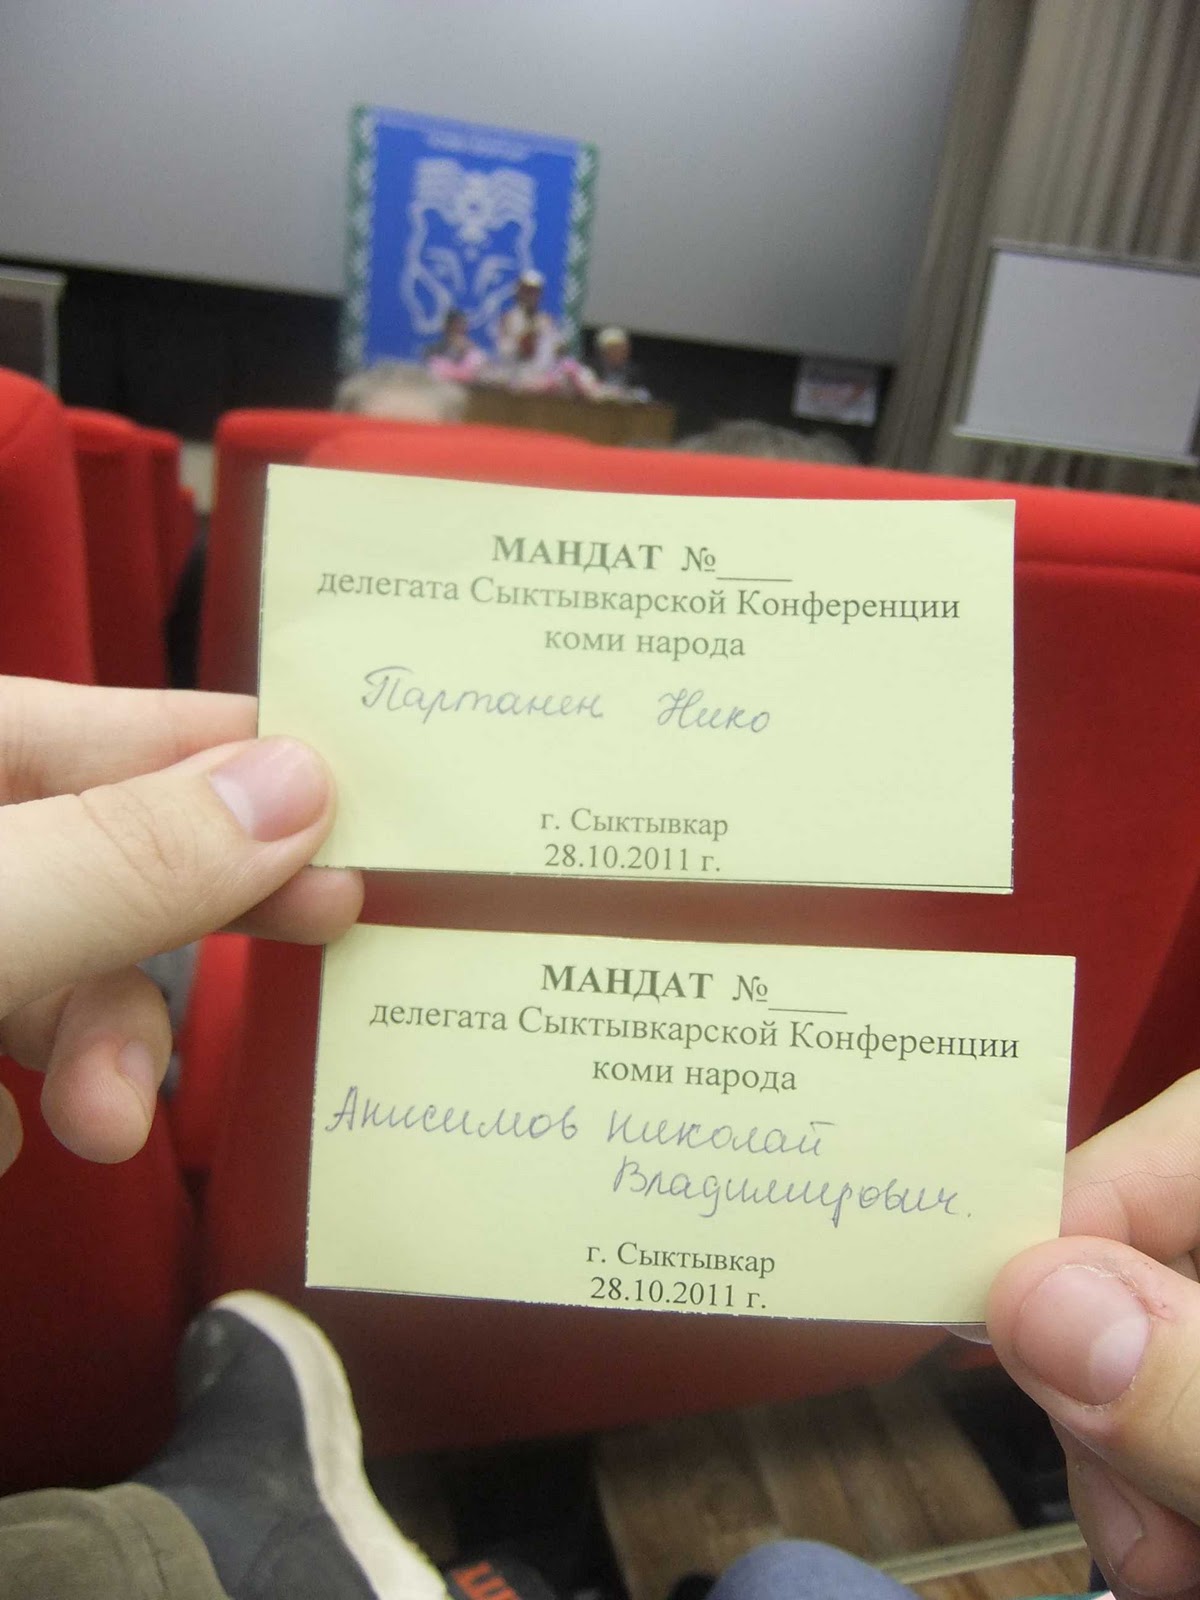 МАНДАТ №____
делегата Сыктывкарской Конференции
коми народа
Партанен Нико
г. Сыктывкар
28.10.2011 г.
МАНДАТ №____
делегата Сыктывкарской Конференции
коми народа
Анисимов Николай
Владимирович.
г. Сыктывкар
28.10.2011 г.